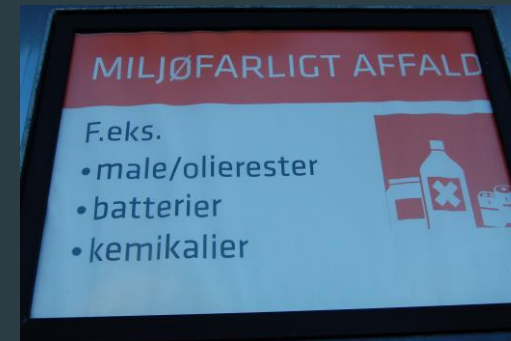 MILJØFARLIGT AFFALD
F.eks.
• male/olierester
• batterier
• kemikalier